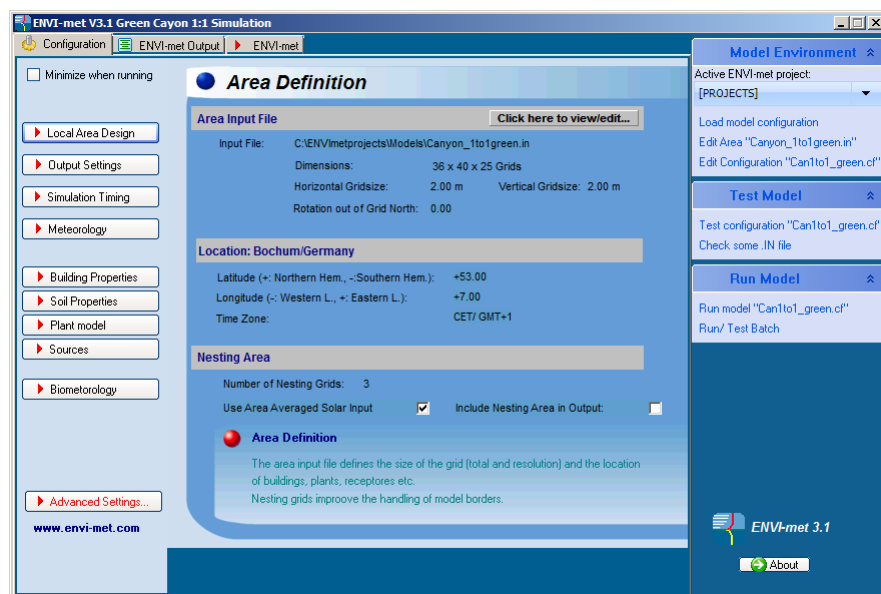 ENVI-met V3.1 Green Cayon 1:1 Simulation
Configuration
ENVI-met Output
ENVI-met
Minimize when running
Local Area Design
Output Settings
Simulation Timing
Meteorology
Building Properties
Soil Properties
Plant model
Sources
Biometorology
Advanced Settings...
www.envi-met.com
Area Definition
Area Input File
Click here to view/edit...
Input File: C:\ENVImetprojects\Models\Canyon_1to1green.in
Dimensions: 36 x 40 x 25 Grids
Horizontal Gridsize: 2.00 m Vertical Gridsize: 2.00 m
Rotation out of Grid North: 0.00
Location: Bochum/Germany
Latitude (+: Northern Hem., -:Southern Hem.): +53.00
Longitude (-: Western L., +: Eastern L.): +7.00
Time Zone: CET/ GMT+1
Nesting Area
Number of Nesting Grids: 3
Use Area Averaged Solar Input Include Nesting Area in Output:
Area Definition
The area input file defines the size of the grid (total and resolution) and the location
of buildings, plants, receptores etc.
Nesting grids improove the handling of model borders.
Model Environment
Active ENVI-met project:
[PROJECTS]
Load model configuration
Edit Area "Canyon_1to1green.in"
Edit Configuration "Can1to1_green.cf"
Test Model
Test configuration "Can1to1_green.cf"
Check some .IN file
Run Model
Run model "Can1to1_green.cf"
Run/ Test Batch
ENVI-met 3.1
About